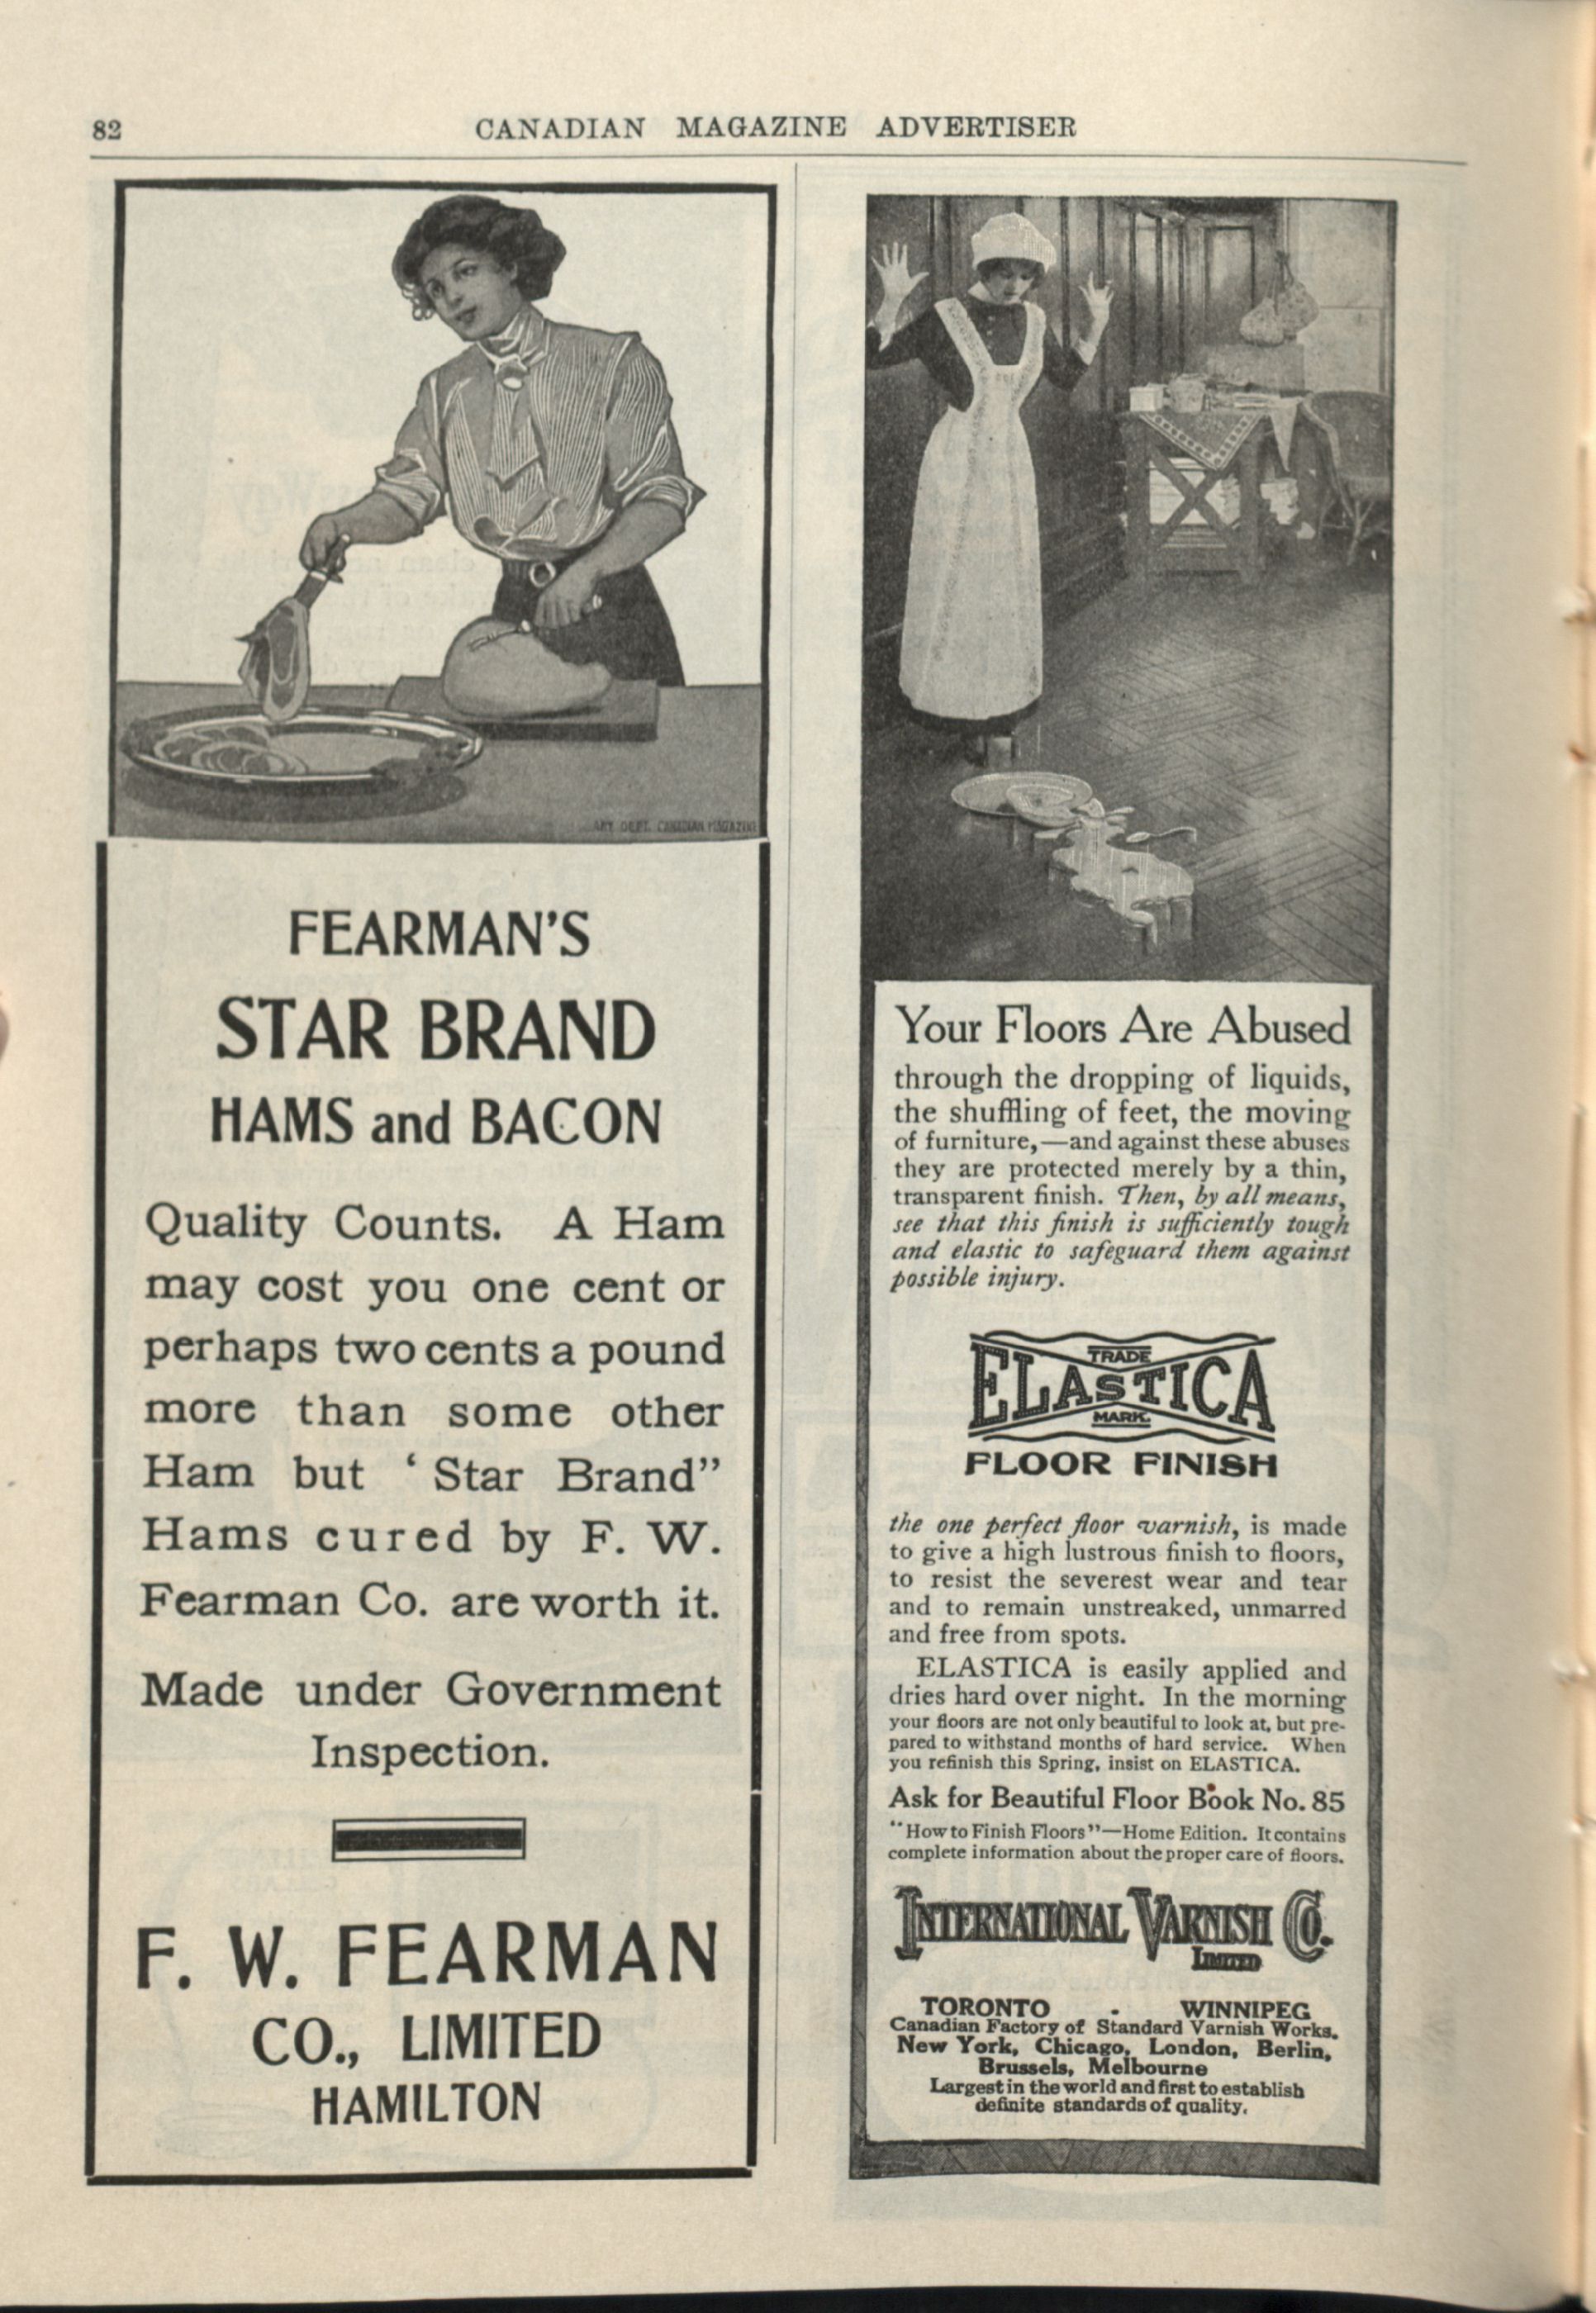 82
CANADIAN MAGAZINE ADVERTISER
ART DEPT. CANADIAN MAGAZINE
FEARMAN'S
STAR BRAND
HAMS and BACON
Quality Counts. A Ham
may cost you one cent or
perhaps two cents a pound
more than some other
Ham but ‘ Star Brand”
Hams cured by F. W.
Fearman Co. are worth it.
Made under Government
Inspection.
F. W. FEARMAN
CO., LIMITED
HAMILTON
Your Floors Are Abused
through the dropping of liquids,
the shuffling of feet, the moving
of furniture,—and against these abuses
they are protected merely by a thin,
transparent finish. Then, by all means,
see that this finish is sufficiently tough
and elastic to safeguard them against
possible injury.
TRADE
ELASTICA
MARK.
FLOOR FINISH
the one perfect floor varnish, is made
to give a high lustrous finish to floors,
to resist the severest wear and tear
and to remain unstreaked, unmarred
and free from spots.
ELASTICA is easily applied and
dries hard over night. In the morning
your floors are not only beautiful to look at, but pre-
pared to withstand months of hard service. When
you refinish this Spring, insist on ELASTICA.
Ask for Beautiful Floor Book No. 85
“How to Finish Floors”—Home Edition. It contains
complete information about the proper care of floors.
INTERNATIONAL VARNISH CO.
LIMITED
TORONTO - WINNIPEG
Canadian Factory of Standard Varnish Works.
New York, Chicago, London, Berlin,
Brussels, Melbourne
Largest in the world and first to establish
definite standards of quality.